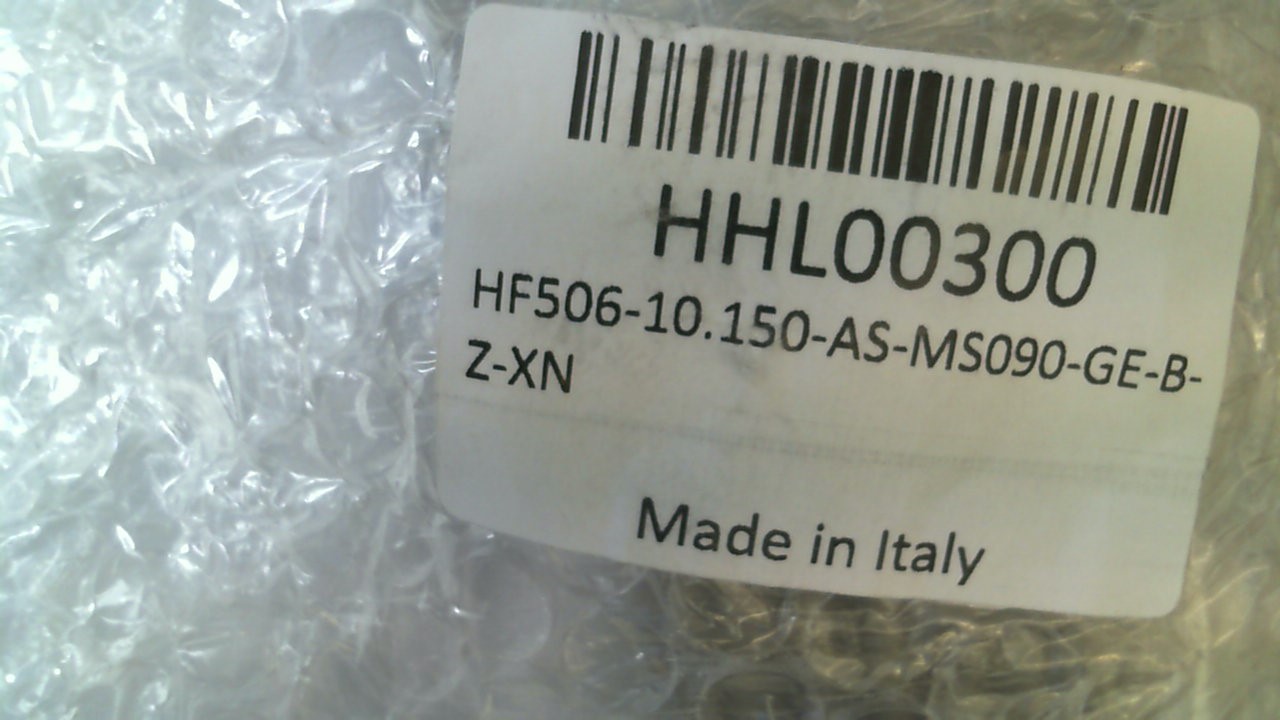 HHL00300
HF506-10.150-AS-MS090-GE-B-
Z-XN
Made in Italy